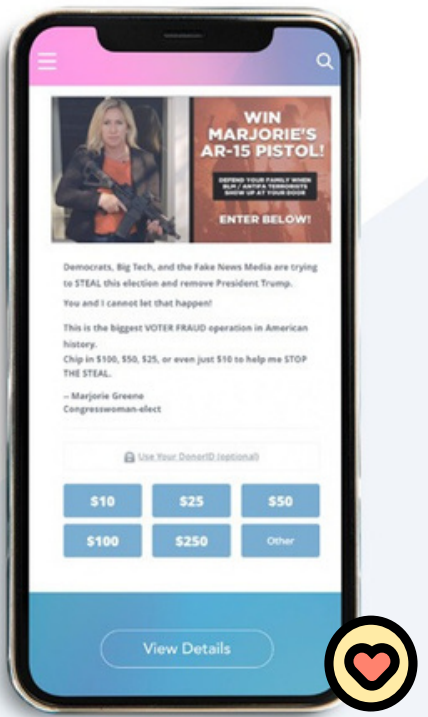 WIN
MARJORIE'S
AR-15 PISTOL!
DEFEND YOUR FAMILY WHEN
BLM / ANTIFA TERRORISTS
SHOW UP AT YOUR DOOR
ENTER BELOW!
Democrats, Big Tech, and the Fake News Media are trying
to STEAL this election and remove President Trump.
You and I cannot let that happen!
This is the biggest VOTER FRAUD operation in American
history.
Chip in $100, $50, $25, or even just $10 to help me STOP
THE STEAL.
-- Marjorie Greene
Congresswoman-elect
Use Your DonorID (optional)
$10 $25 $50
$100 $250 Other
View Details